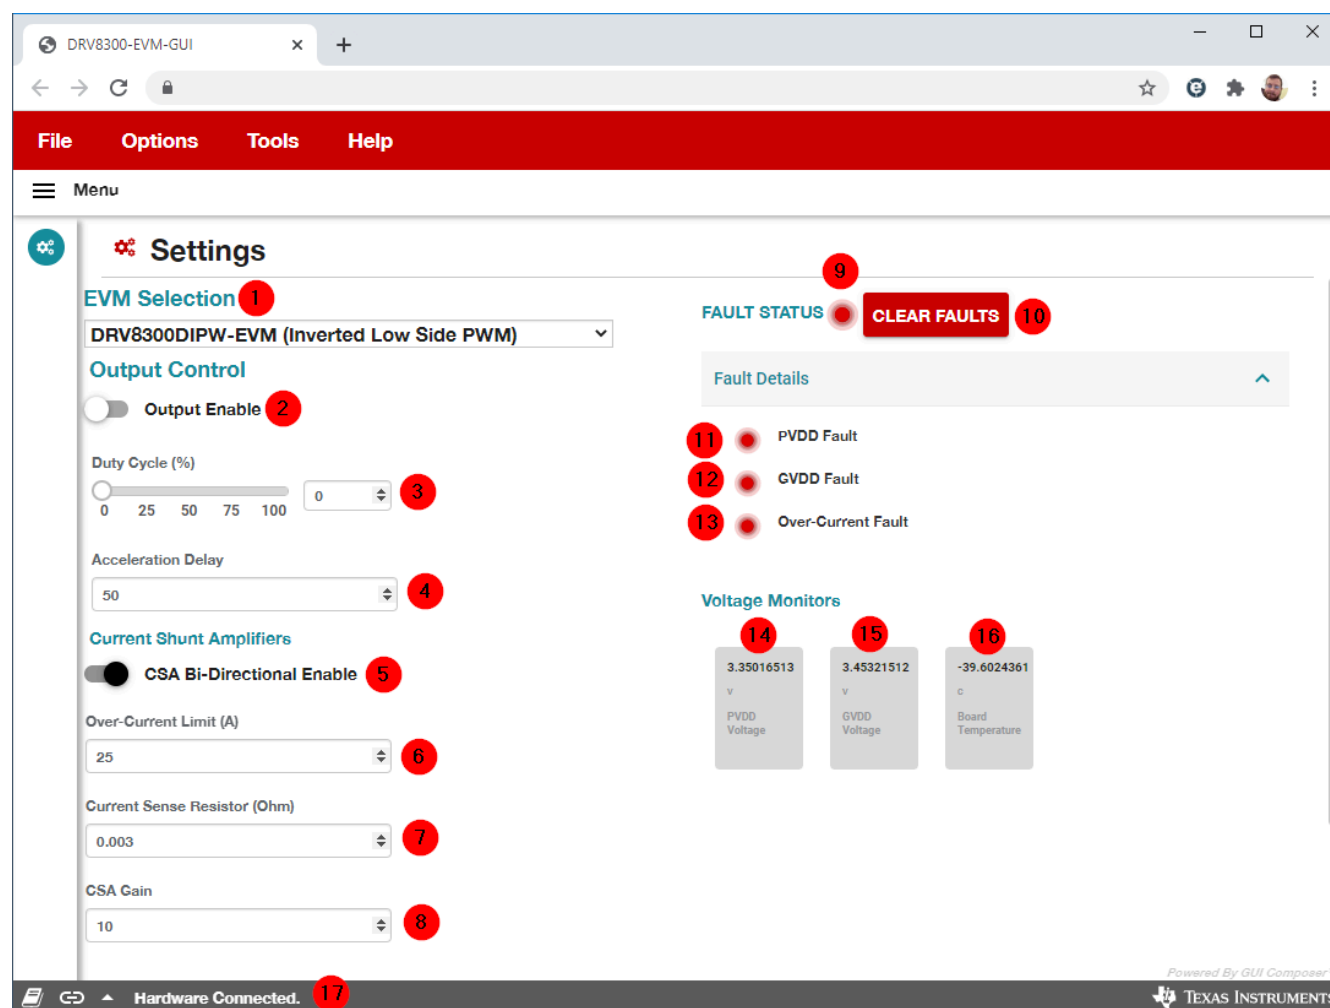 DRV8300-EVM-GUI
File Options Tools Help
Menu
Settings
EVM Selection 1
DRV8300DIPW-EVM (Inverted Low Side PWM)
Output Control
Output Enable 2
Duty Cycle (%)
0 3
0 25 50 75 100
Acceleration Delay
50 4
Current Shunt Amplifiers
CSA Bi-Directional Enable 5
Over-Current Limit (A)
25 6
Current Sense Resistor (Ohm)
0.003 7
CSA Gain
10 8
9
FAULT STATUS CLEAR FAULTS 10
Fault Details
11 PVDD Fault
12 GVDD Fault
13 Over-Current Fault
Voltage Monitors
14 15 16
3.35016513 3.45321512 -39.6024361
v v c
PVDD GVDD Board
Voltage Voltage Temperature
Powered By GUI Composer
Hardware Connected. 17 TEXAS INSTRUMENTS